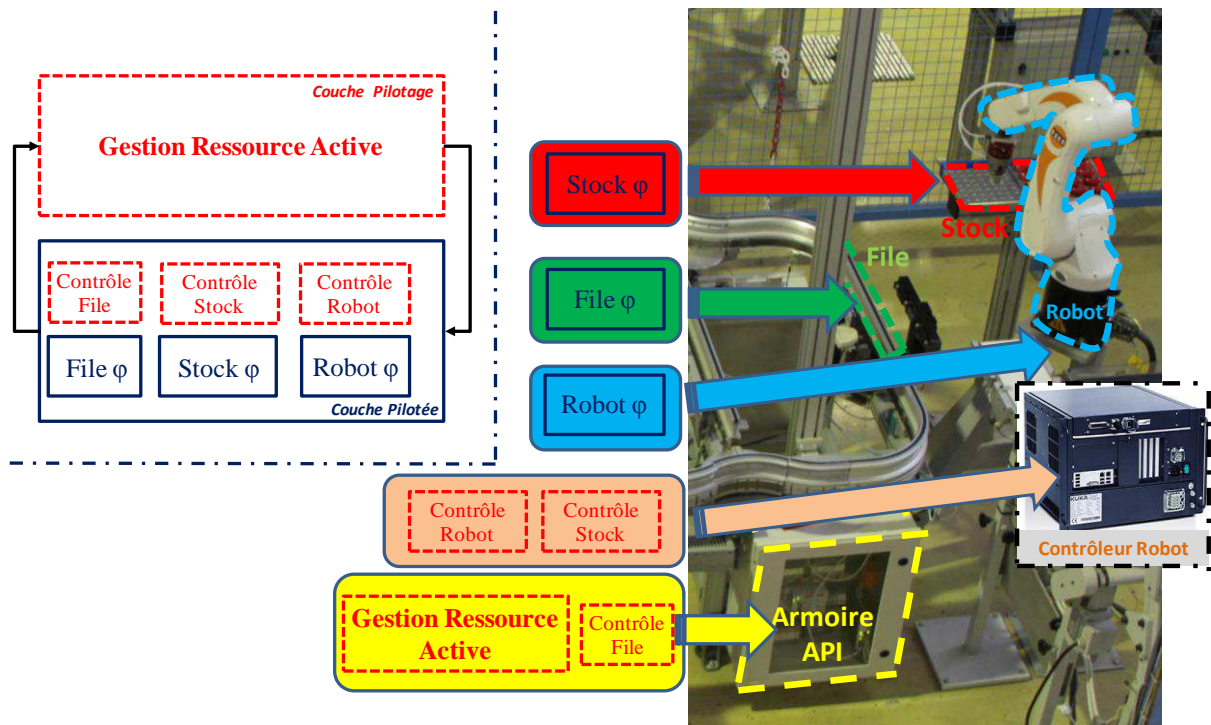 Couche Pilotage
Gestion Ressource Active
Contrôle
File
Contrôle
Stock
Contrôle
Robot
File φ
Stock φ
Robot φ
Couche Pilotée
Stock φ
File φ
Robot φ
Contrôle
Robot
Contrôle
Stock
Gestion Ressource
Active
Contrôle
File
Stock
File
Robot
KUKA
Contrôleur Robot
Armoire
API